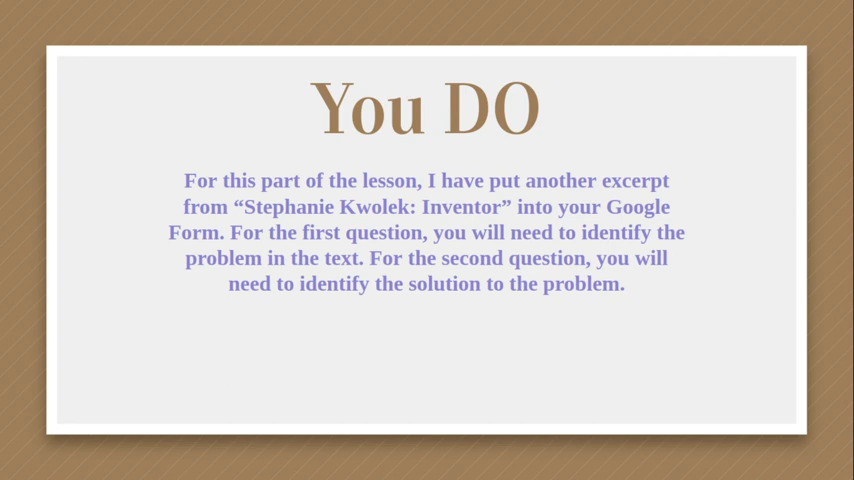 You DO
For this part of the lesson, I have put another excerpt
from “Stephanie Kwolek: Inventor” into your Google
Form. For the first question, you will need to identify the
problem in the text. For the second question, you will
need to identify the solution to the problem.